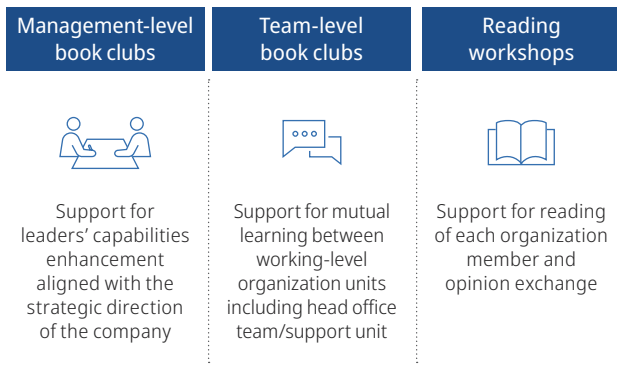 Management-level
book clubs
Support for
leaders’ capabilities
enhancement
aligned with the
strategic direction
of the company
Team-level
book clubs
Support for mutual
learning between
working-level
organization units
including head office
team/support unit
Reading
workshops
Support for reading
of each organization
member and
opinion exchange